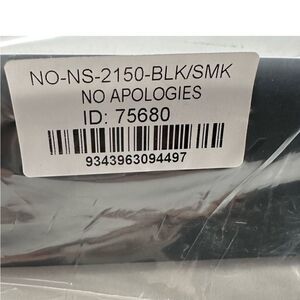 NO-NS-2150-BLK/SMK
NO APOLOGIES
ID: 75680
9343963094497